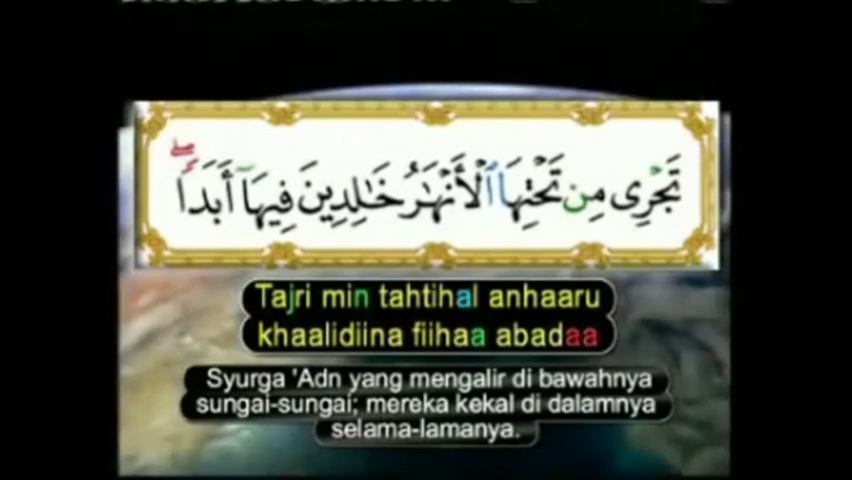 تَجْرِى مِن تَحْتِهَا ٱلْأَنْهَٰرُ خَٰلِدِينَ فِيهَآ أَبَدًا ۖ
Tajri min tahtihal anhaaru
khaalidiina fiihaa abadaa
Syurga 'Adn yang mengalir di bawahnya
sungai-sungai; mereka kekal di dalamnya
selama-lamanya.